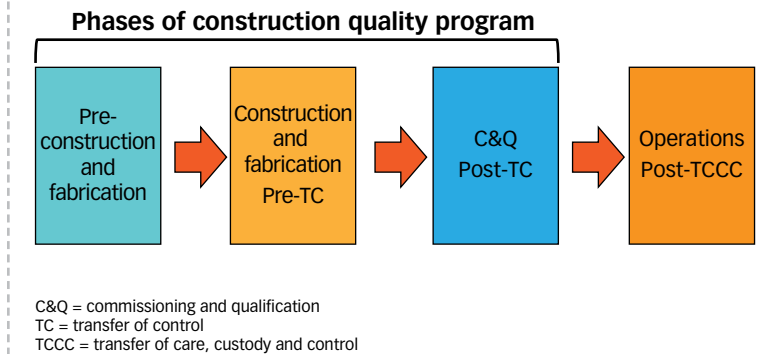 Phases of construction quality program
Pre-
construction
and
fabrication
Construction
and
fabrication
Pre-TC
C&Q
Post-TC
Operations
Post-TCCC
C&Q = commissioning and qualification
TC = transfer of control
TCCC = transfer of care, custody and control